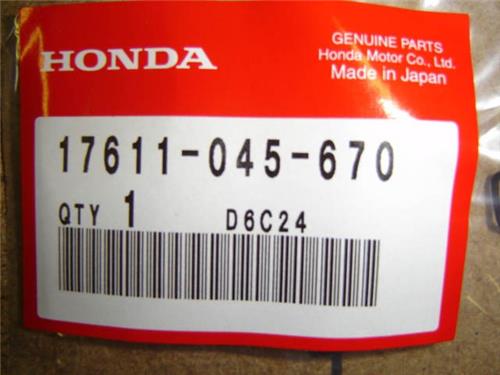 HONDA
GENUINE PARTS
Honda Motor Co., Ltd.
Made in Japan
17611-045-670
QTY 1 D6C24